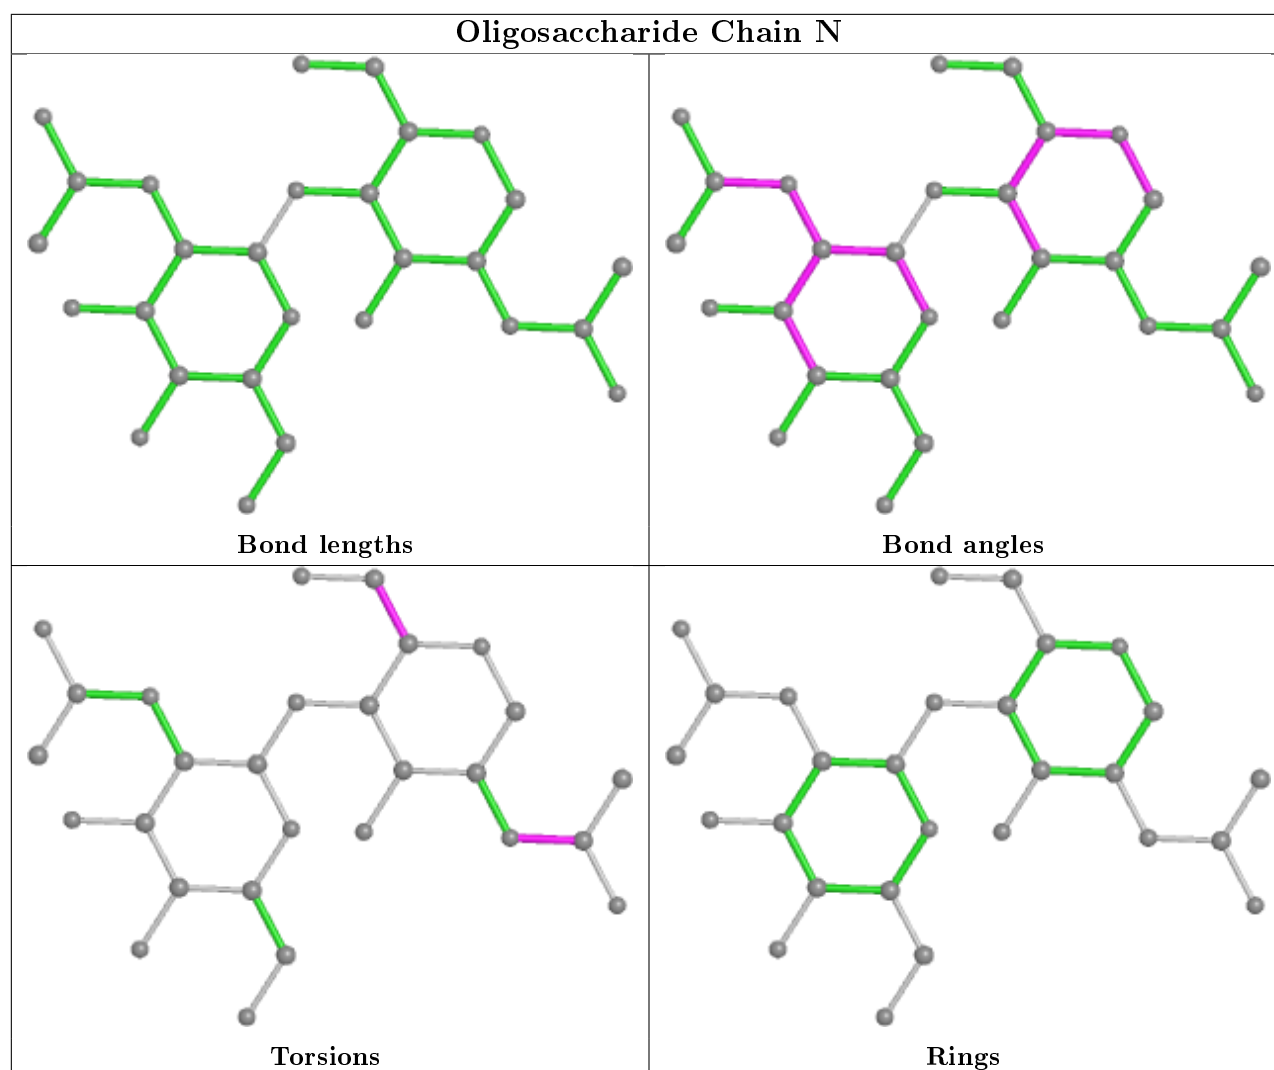 Oligosaccharide Chain N
Bond lengths
Bond angles
Torsions
Rings